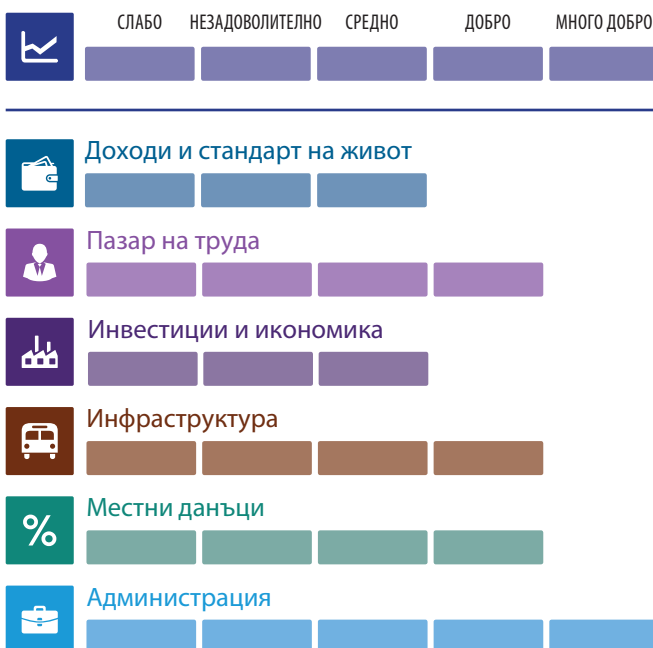 СЛАБО НЕЗАДОВОЛИТЕЛНО СРЕДНО ДОБРО МНОГО ДОБРО
Доходи и стандарт на живот
Пазар на труда
Инвестиции и икономика
Инфраструктура
Местни данъци
%
Администрация